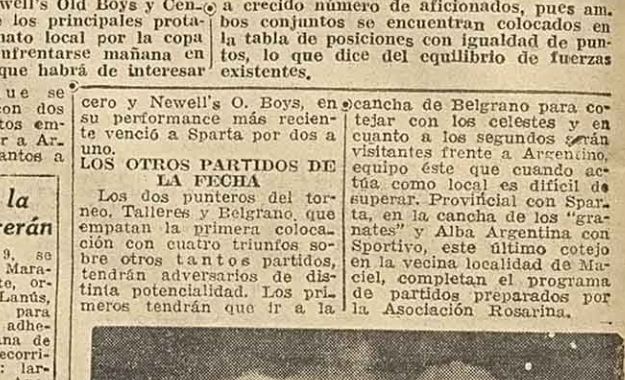 well's Old Boys y Cen-
e los principales prota-
nato local por la copa
nfrentarse mañana en
que habrá de interesar
a crecido número de aficionados, pues am-
bos conjuntos se encuentran colocados en
la tabla de posiciones con igualdad de pun-
tos, lo que dice del equilibrio de fuerzas
existentes.
ue se
con dos
tos em-
r a Ar-
antos a
la
erán
9, se
Mara-
te, or-
Lanús,
para
adhe-
na de
ecorri-
: lar-
cero y Newell's O. Boys, en
su performance más recien-
te venció a Sparta por dos a
uno.
LOS OTROS PARTIDOS DE
LA FECHA
Los dos punteros del tor-
neo, Talleres y Belgrano, que
empatan la primera coloca-
ción con cuatro triunfos so-
bre otros tantos partidos,
tendrán adversarios de dis-
tinta potencialidad. Los pri-
meros tendrán que ir a la
cancha de Belgrano para co-
tejar con los celestes y en
cuanto a los segundos serán
visitantes frente a Argentino,
equipo éste que cuando ac-
túa como local es difícil de
superar. Provincial con Spar-
ta, en la cancha de los "gra-
nates" y Alba Argentina con
Sportivo, este último cotejo
en la vecina localidad de Ma-
ciel, completan el programa
de partidos preparados por
la Asociación Rosarina.